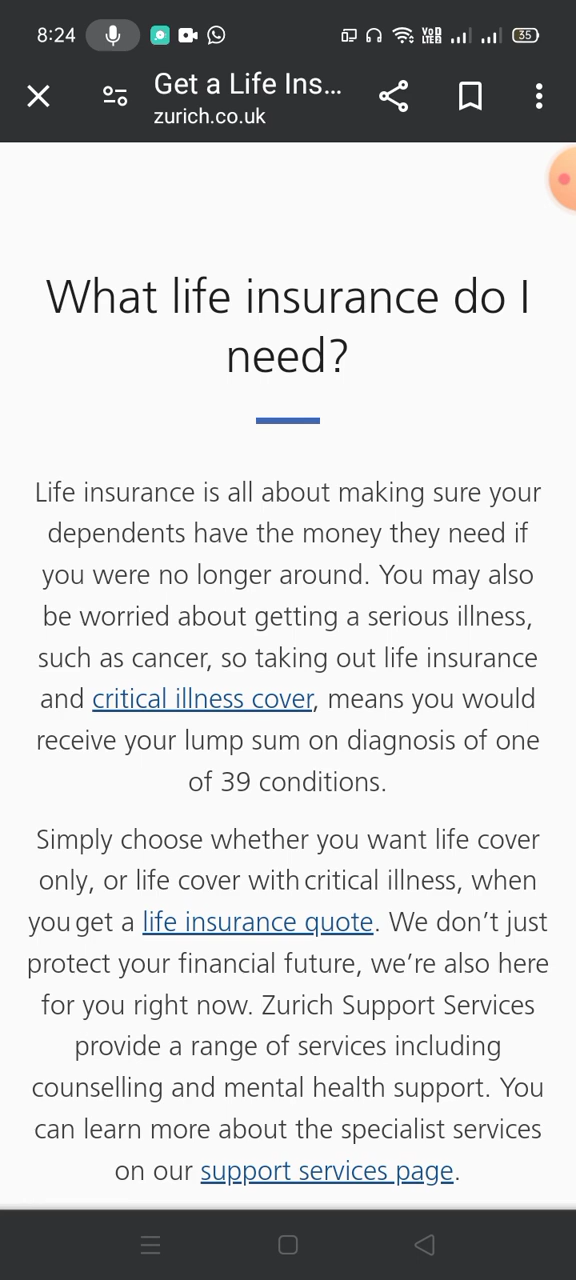 8:24
VoD
LTED
35
Get a Life Ins...
zurich.co.uk
What life insurance do I
need?
Life insurance is all about making sure your
dependents have the money they need if
you were no longer around. You may also
be worried about getting a serious illness,
such as cancer, so taking out life insurance
and critical illness cover, means you would
receive your lump sum on diagnosis of one
of 39 conditions.
Simply choose whether you want life cover
only, or life cover with critical illness, when
you get a life insurance quote. We don’t just
protect your financial future, we’re also here
for you right now. Zurich Support Services
provide a range of services including
counselling and mental health support. You
can learn more about the specialist services
on our support services page.